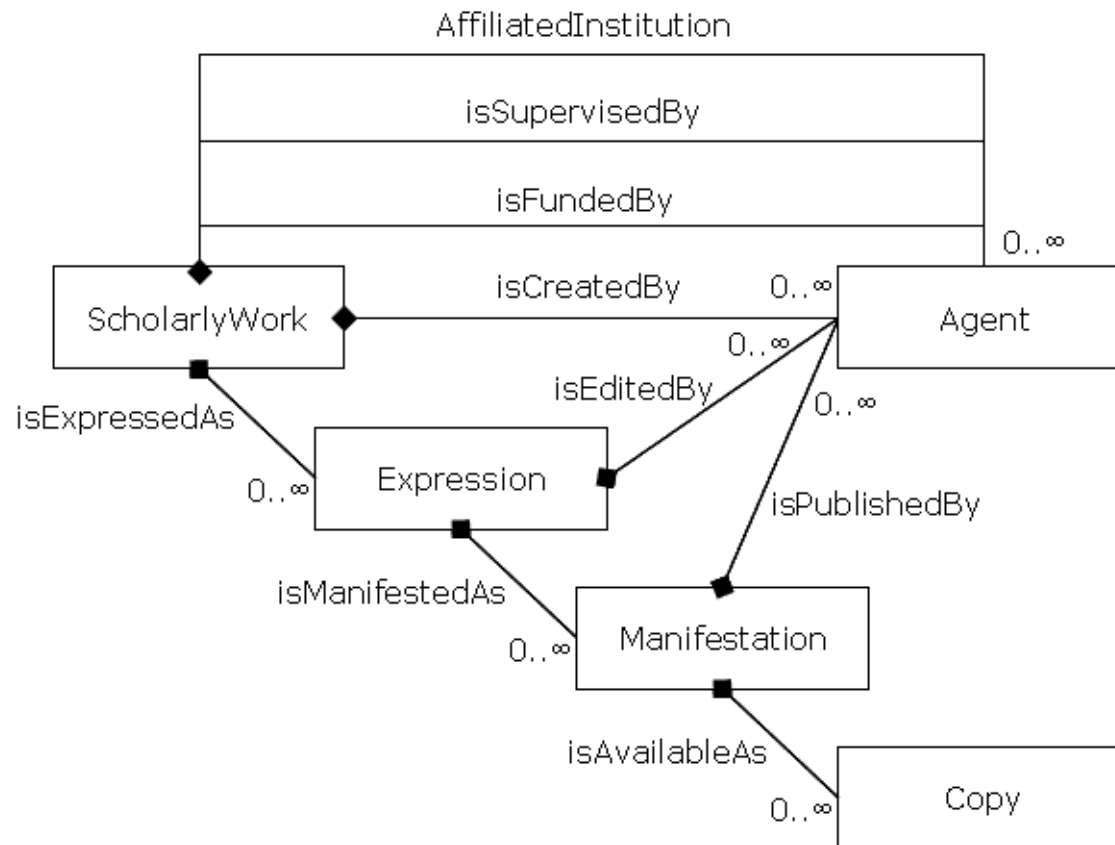 AffiliatedInstitution
isSupervisedBy
isFundedBy
0..∞
isCreatedBy
0..∞
ScholarlyWork
Agent
0..∞
isEditedBy
0..∞
isExpressedAs
Expression
0..∞
isPublishedBy
isManifestedAs
Manifestation
0..∞
isAvailableAs
Copy
0..∞